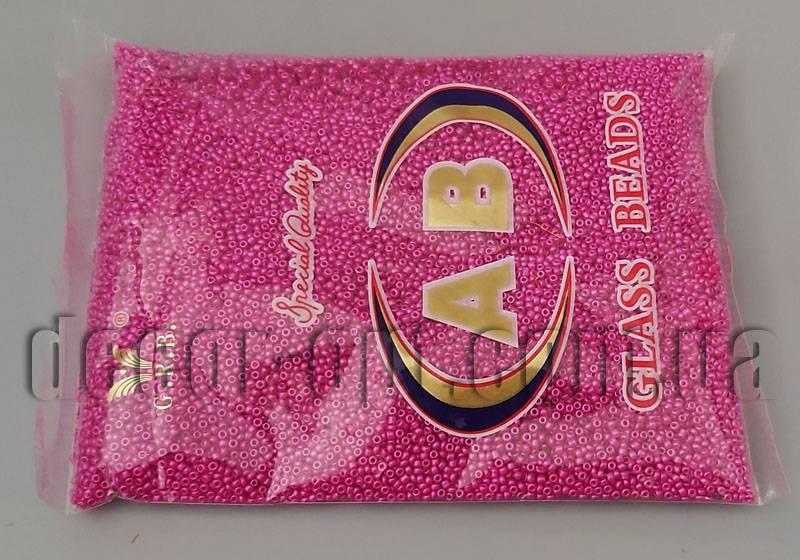 G.R.B.®
Special Quality
AB
GLASS BEADS
decor-opt.com.ua